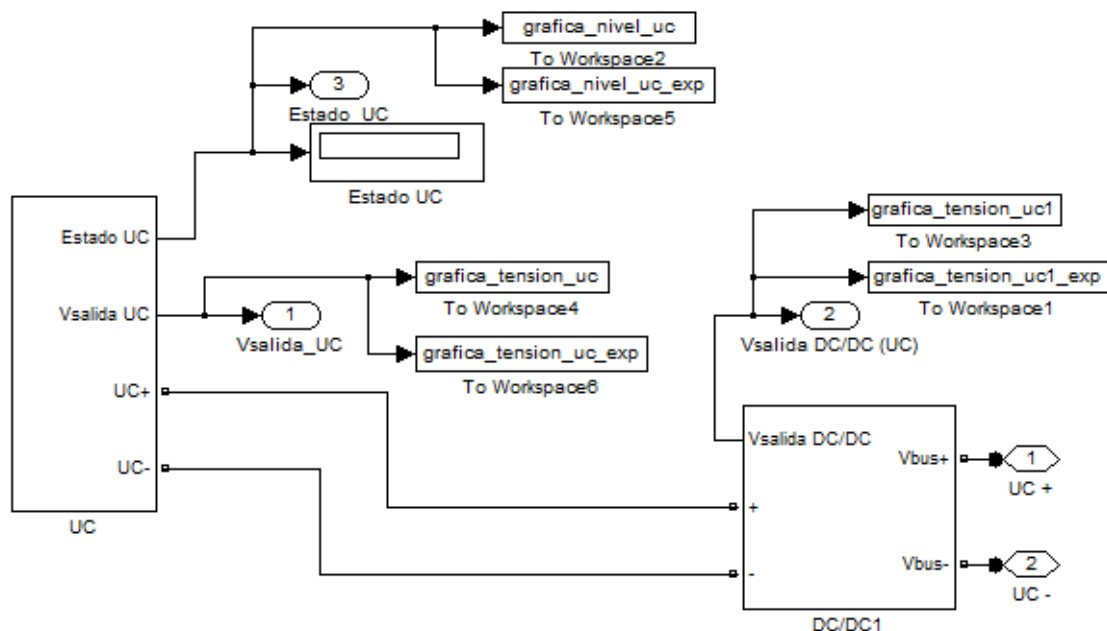 grafica_nivel_uc
To Workspace2
3
Estado_UC
grafica_nivel_uc_exp
To Workspace5
Estado UC
Estado UC
Vsalida UC
UC+
UC-
UC
grafica_tension_uc
To Workspace4
1
Vsalida_UC
grafica_tension_uc_exp
To Workspace6
grafica_tension_uc1
To Workspace3
grafica_tension_uc1_exp
To Workspace1
2
Vsalida DC/DC (UC)
Vsalida DC/DC
+
-
Vbus+
Vbus-
DC/DC1
1
UC +
2
UC -